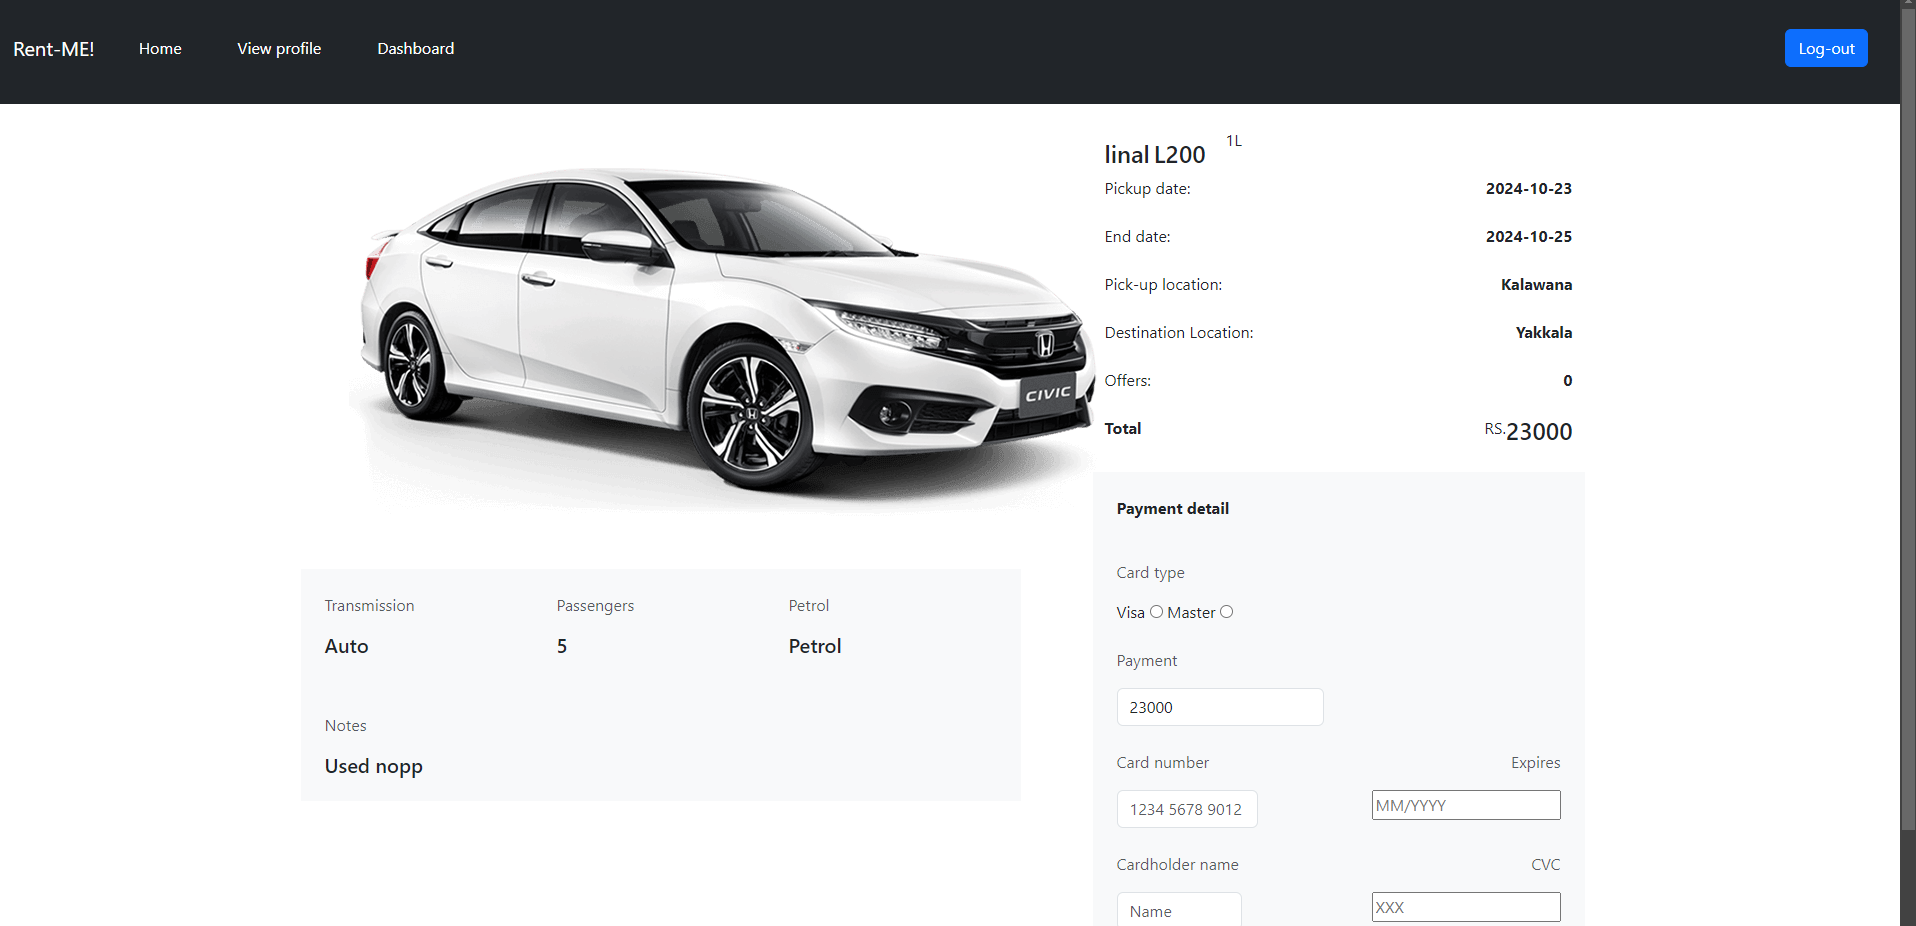 Rent-ME! Home View profile Dashboard Log-out
linal L200 1L
Pickup date: 2024-10-23
End date: 2024-10-25
Pick-up location: Kalawana
Destination Location: Yakkala
Offers: 0
Total RS.23000
CIVIC
Transmission Passengers Petrol
Auto 5 Petrol
Notes
Used nopp
Payment detail
Card type
Visa Master
Payment
23000
Card number Expires
1234 5678 9012 MM/YYYY
Cardholder name CVC
Name XXX